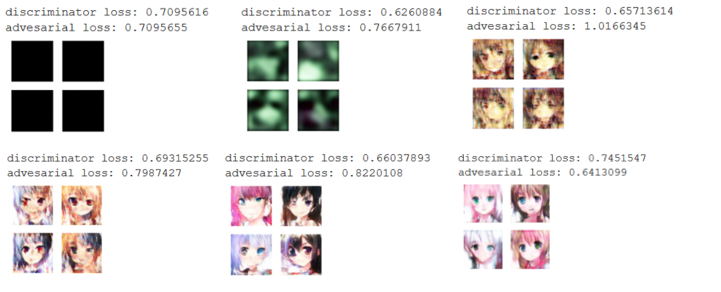 discriminator loss: 0.7095616
advesarial loss: 0.7095655
discriminator loss: 0.6260884
advesarial loss: 0.7667911
discriminator loss: 0.65713614
advesarial loss: 1.0166345
discriminator loss: 0.69315255
advesarial loss: 0.7987427
discriminator loss: 0.66037893
advesarial loss: 0.8220108
discriminator loss: 0.7451547
advesarial loss: 0.6413099